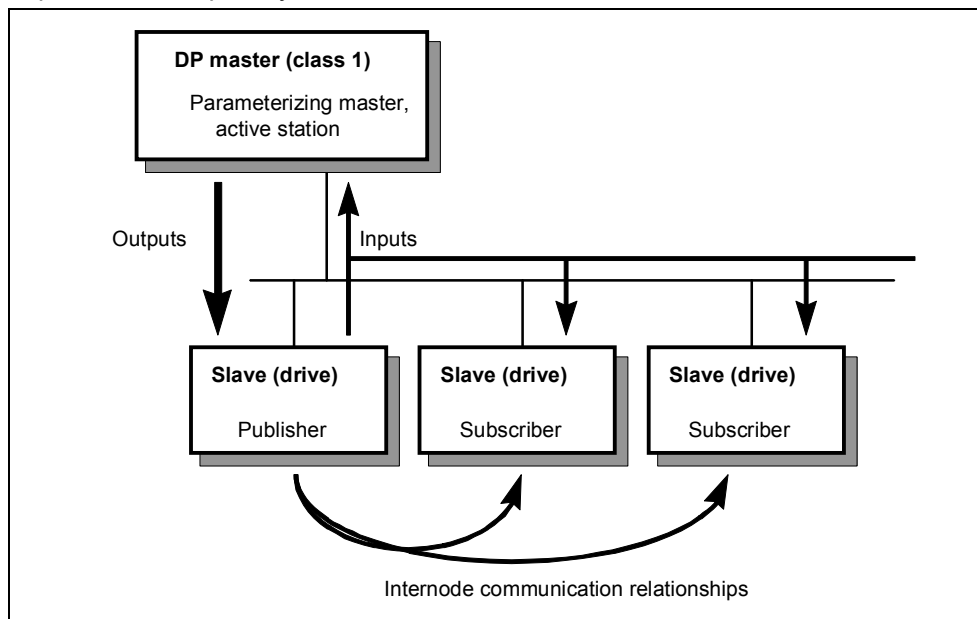 DP master (class 1)
Parameterizing master,
active station
Outputs
Inputs
Slave (drive)
Publisher
Slave (drive)
Subscriber
Slave (drive)
Subscriber
Internode communication relationships